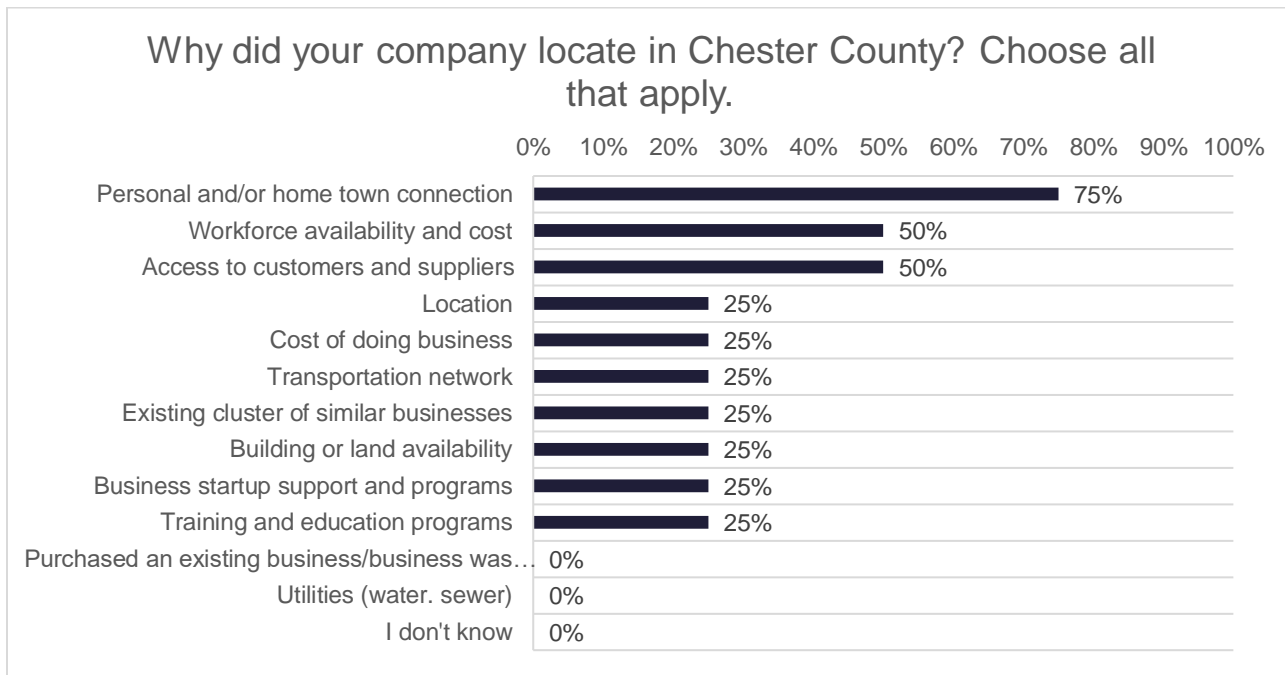 Why did your company locate in Chester County? Choose all
that apply.
0% 10% 20% 30% 40% 50% 60% 70% 80% 90% 100%
Personal and/or home town connection 75%
Workforce availability and cost 50%
Access to customers and suppliers 50%
Location 25%
Cost of doing business 25%
Transportation network 25%
Existing cluster of similar businesses 25%
Building or land availability 25%
Business startup support and programs 25%
Training and education programs 25%
Purchased an existing business/business was… 0%
Utilities (water. sewer) 0%
I don't know 0%